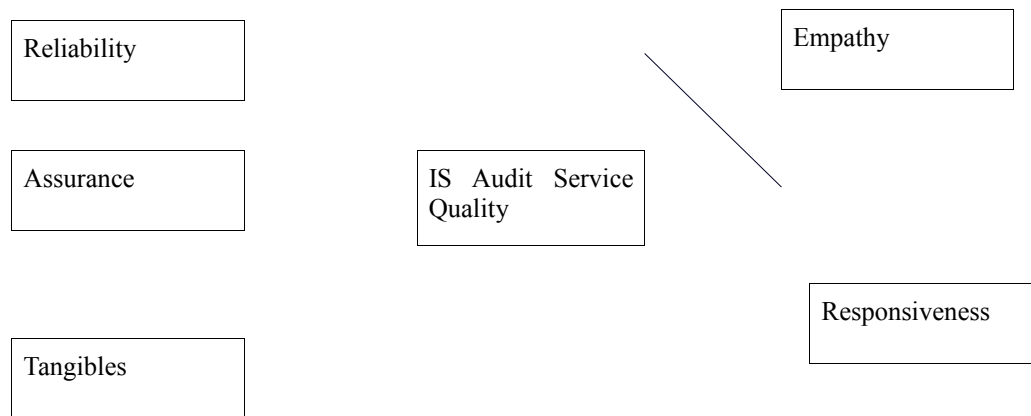 Reliability
Empathy
Assurance
IS Audit Service
Quality
Responsiveness
Tangibles